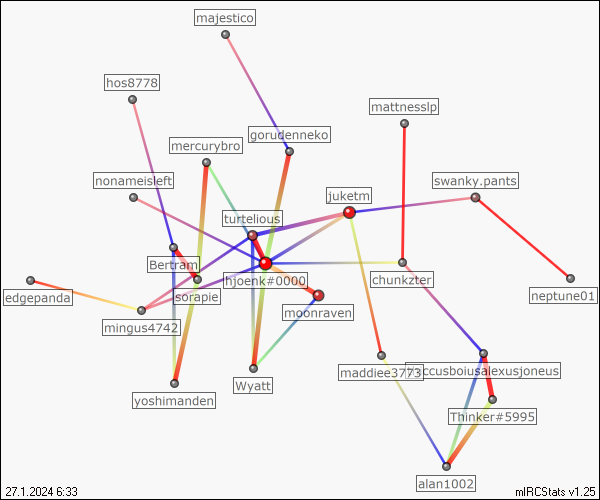 majestico
hos8778
mattnesslp
gorudenneko
mercurybro
nonameisleft
swanky.pants
juketm
turtelious
Bertram
hjoenk#0000
chunkzter
edgepanda
sorapie
neptune01
moonraven
mingus4742
maddiee3773
alexusjoneus
Wyatt
yoshimanden
Thinker#5995
alan1002
27.1.2024 6:33
mIRCStats v1.25